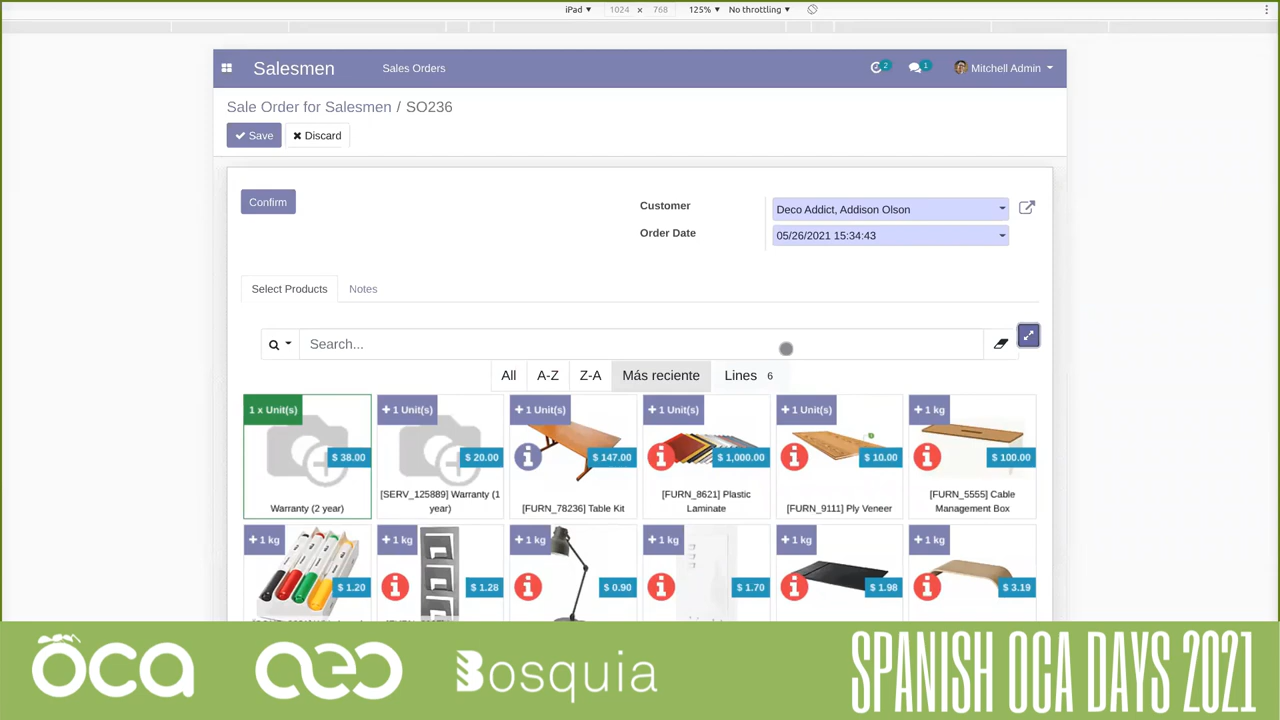 iPad 1024 × 768 125% No throttling
Salesmen Sales Orders 2 1 Mitchell Admin
Sale Order for Salesmen / SO236
Save Discard
Confirm
Customer Deco Addict, Addison Olson
Order Date 05/26/2021 15:34:43
Select Products Notes
Search...
All A-Z Z-A Más reciente Lines 6
1 x Unit(s) + 1 Unit(s) + 1 Unit(s) + 1 Unit(s) + 1 Unit(s) + 1 kg
$ 38.00 $ 20.00 $ 147.00 $ 1,000.00 $ 10.00 $ 100.00
Warranty (2 year)
[SERV_125889] Warranty (1
year)
[FURN_78236] Table Kit
[FURN_8621] Plastic
Laminate
[FURN_9111] Ply Veneer
[FURN_5555] Cable
Management Box
+ 1 kg + 1 kg + 1 kg + 1 kg + 1 kg + 1 kg
$ 1.20 $ 1.28 $ 0.90 $ 1.70 $ 1.98 $ 3.19
oca aeo Bosquia SPANISH OCA DAYS 2021